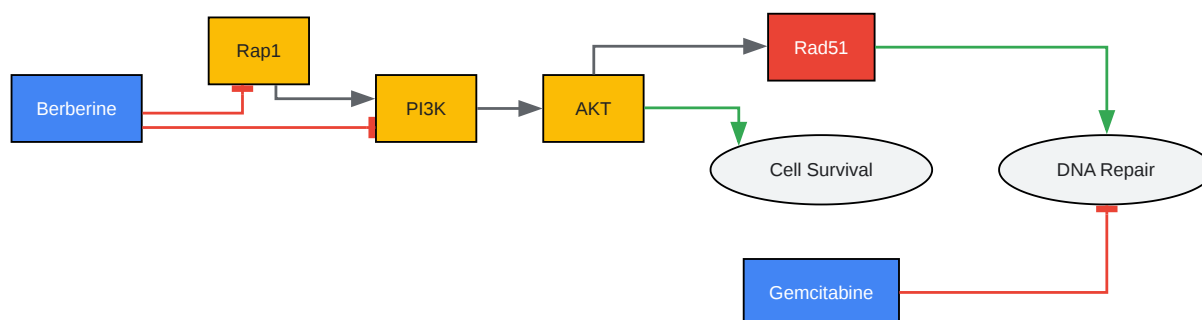 Rap1
Rad51
Berberine
PI3K
AKT
Cell Survival
DNA Repair
Gemcitabine